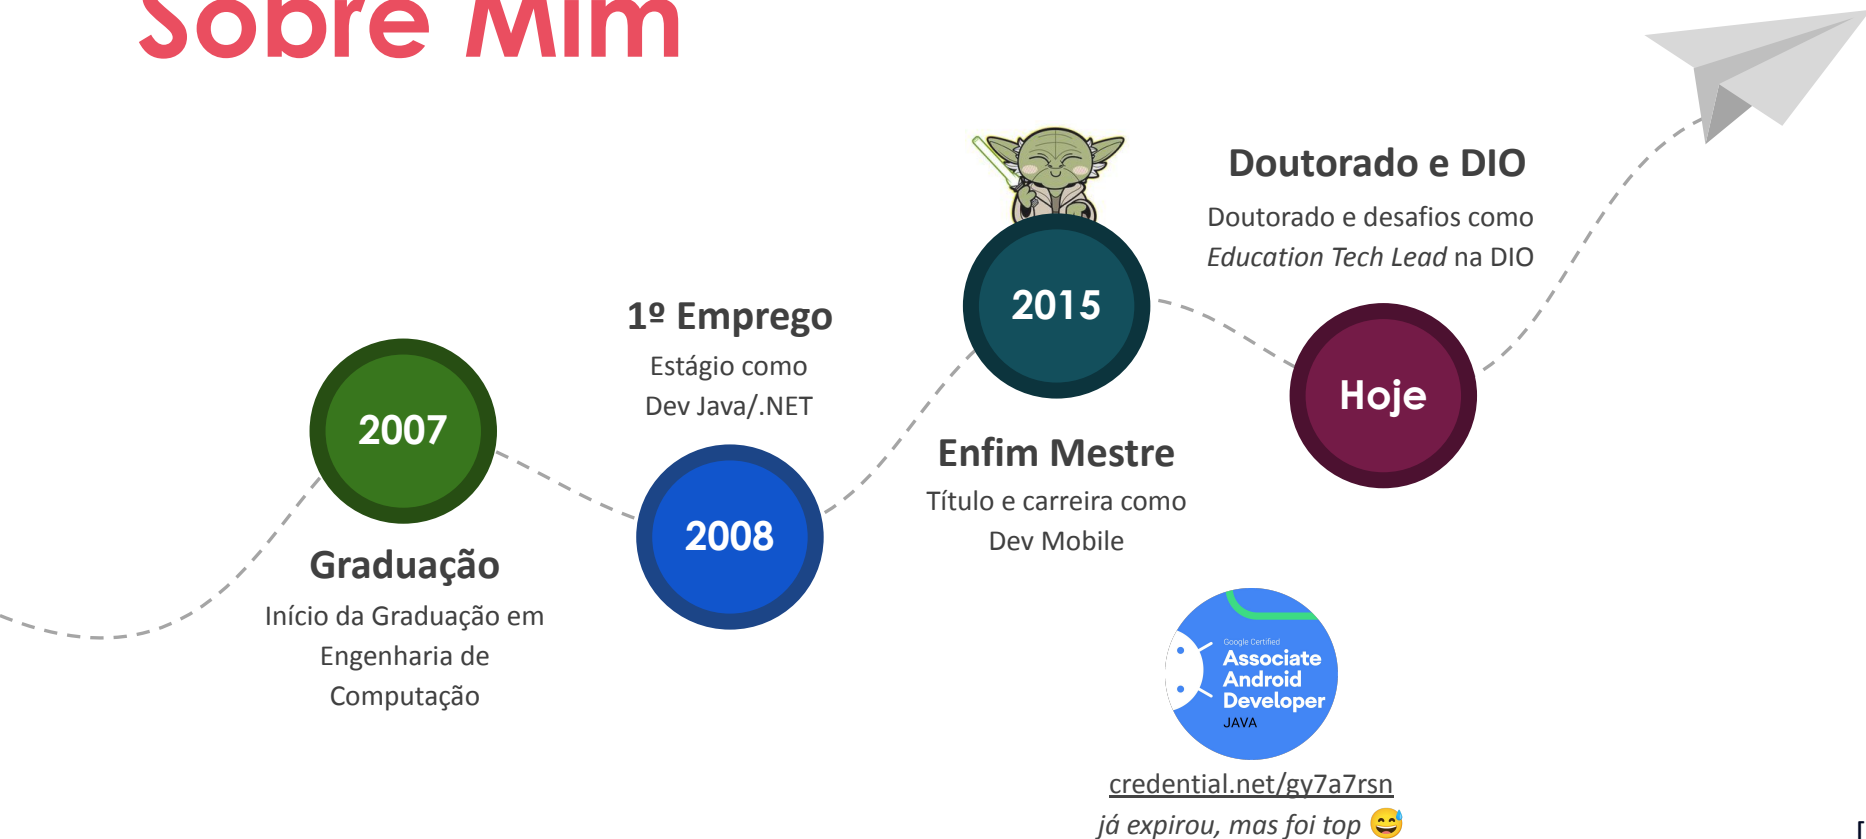 Sobre Mim
2007
Graduação
Início da Graduação em
Engenharia de
Computação
1º Emprego
Estágio como
Dev Java/.NET
2008
2015
Enfim Mestre
Título e carreira como
Dev Mobile
Doutorado e DIO
Doutorado e desafios como
Education Tech Lead na DIO
Hoje
Google Certified
Associate
Android
Developer
JAVA
credential.net/gy7a7rsn
já expirou, mas foi top 😅
[